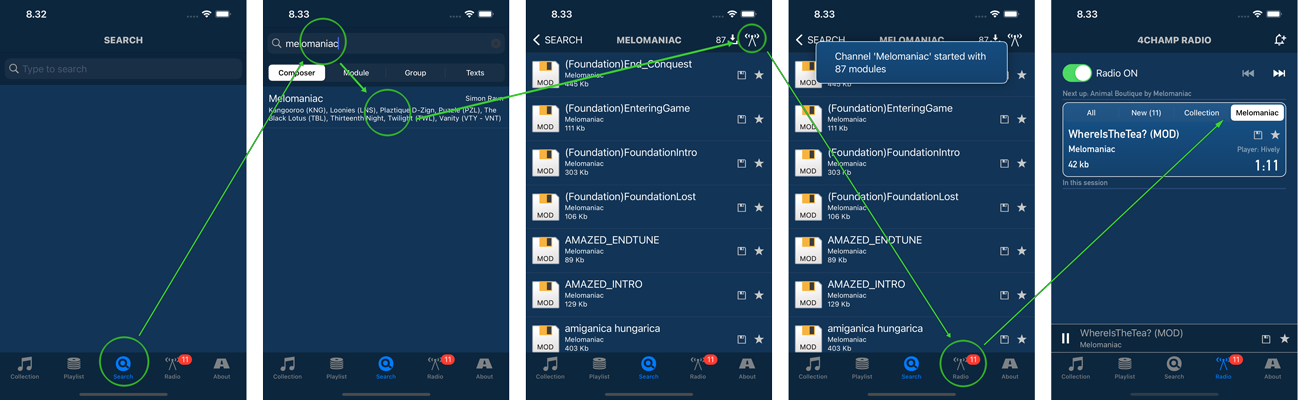 8.32
SEARCH
Type to search
Collection
Playlist
Search
Radio
11
About
8.33
melomaniac
Composer
Module
Group
Texts
Melomaniac
Kangooroo (KNG), Loonies (LNS), Plaztique D-Zign, Puzzle (PZL), The
Black Lotus (TBL), Thirteenth Night, Twilight (TWL), Vanity (VTY - VNT)
Collection
Playlist
Search
Radio
11
About
8.33
SEARCH
MELOMANIAC
87
(Foundation)End_Conquest
Melomaniac
445 Kb
MOD
(Foundation)EnteringGame
Melomaniac
111 Kb
MOD
(Foundation)FoundationIntro
Melomaniac
303 Kb
MOD
(Foundation)FoundationLost
Melomaniac
106 Kb
MOD
AMAZED_ENDTUNE
Melomaniac
89 Kb
MOD
AMAZED_INTRO
Melomaniac
129 Kb
MOD
amiganica hungarica
Melomaniac
403 Kb
MOD
Collection
Playlist
Search
Radio
11
About
8.33
SEARCH
MELOMANIAC
87
Channel 'Melomaniac' started with
87 modules
MOD
(Foundation)EnteringGame
Melomaniac
111 Kb
MOD
(Foundation)FoundationIntro
Melomaniac
303 Kb
MOD
(Foundation)FoundationLost
Melomaniac
106 Kb
MOD
AMAZED_ENDTUNE
Melomaniac
89 Kb
MOD
AMAZED_INTRO
Melomaniac
129 Kb
MOD
amiganica hungarica
Melomaniac
403 Kb
MOD
Collection
Playlist
Search
Radio
11
About
8.33
4CHAMP RADIO
Radio ON
Next up: Animal Boutique by Melomaniac
All
New (11)
Collection
Melomaniac
WhereIsTheTea? (MOD)
Melomaniac
Player: Hively
42 kb
1:11
In this session
WhereIsTheTea? (MOD)
Melomaniac
Collection
Playlist
Search
Radio
11
About